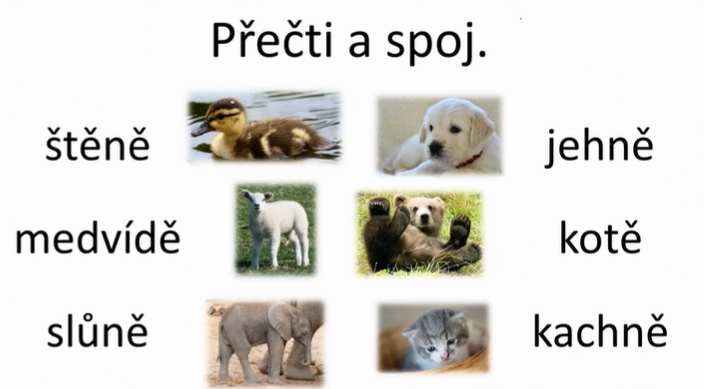 Přečti a spoj.
štěně jehně
medvídě kotě
slůně kachně